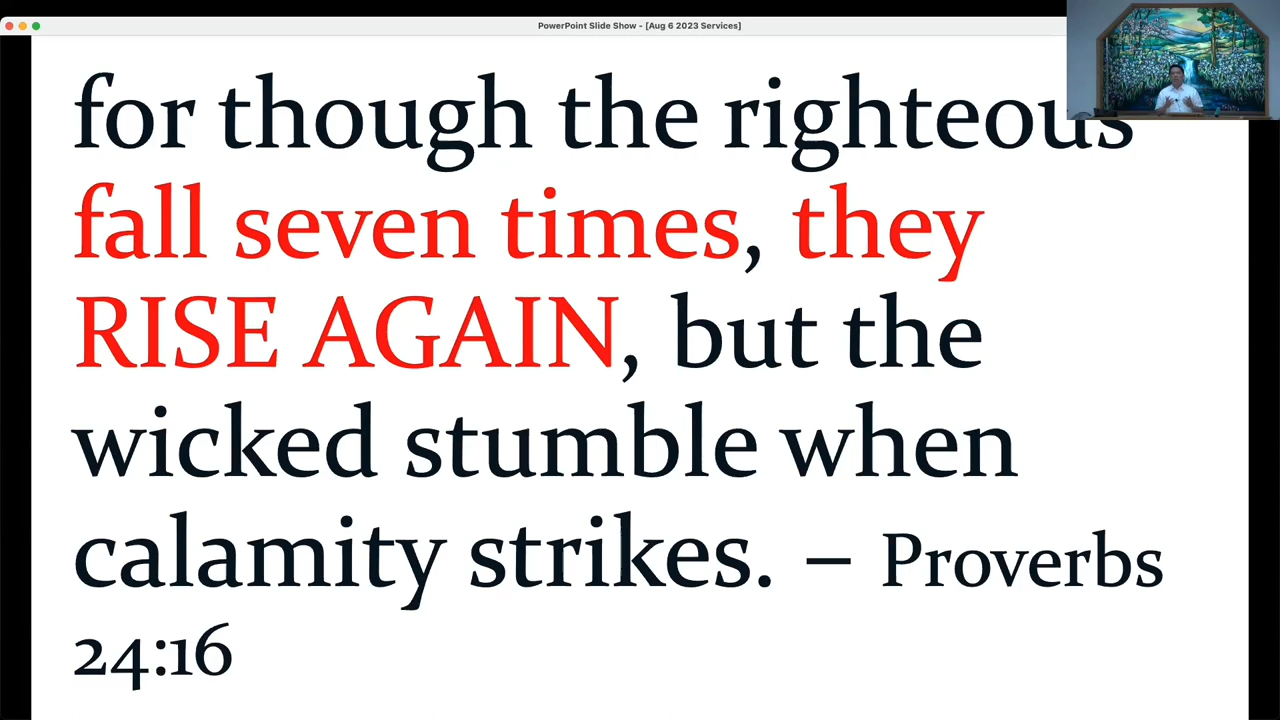 PowerPoint Slide Show - [Aug 6 2023 Services]
for though the righteous
fall seven times, they
RISE AGAIN, but the
wicked stumble when
calamity strikes. – Proverbs
24:16